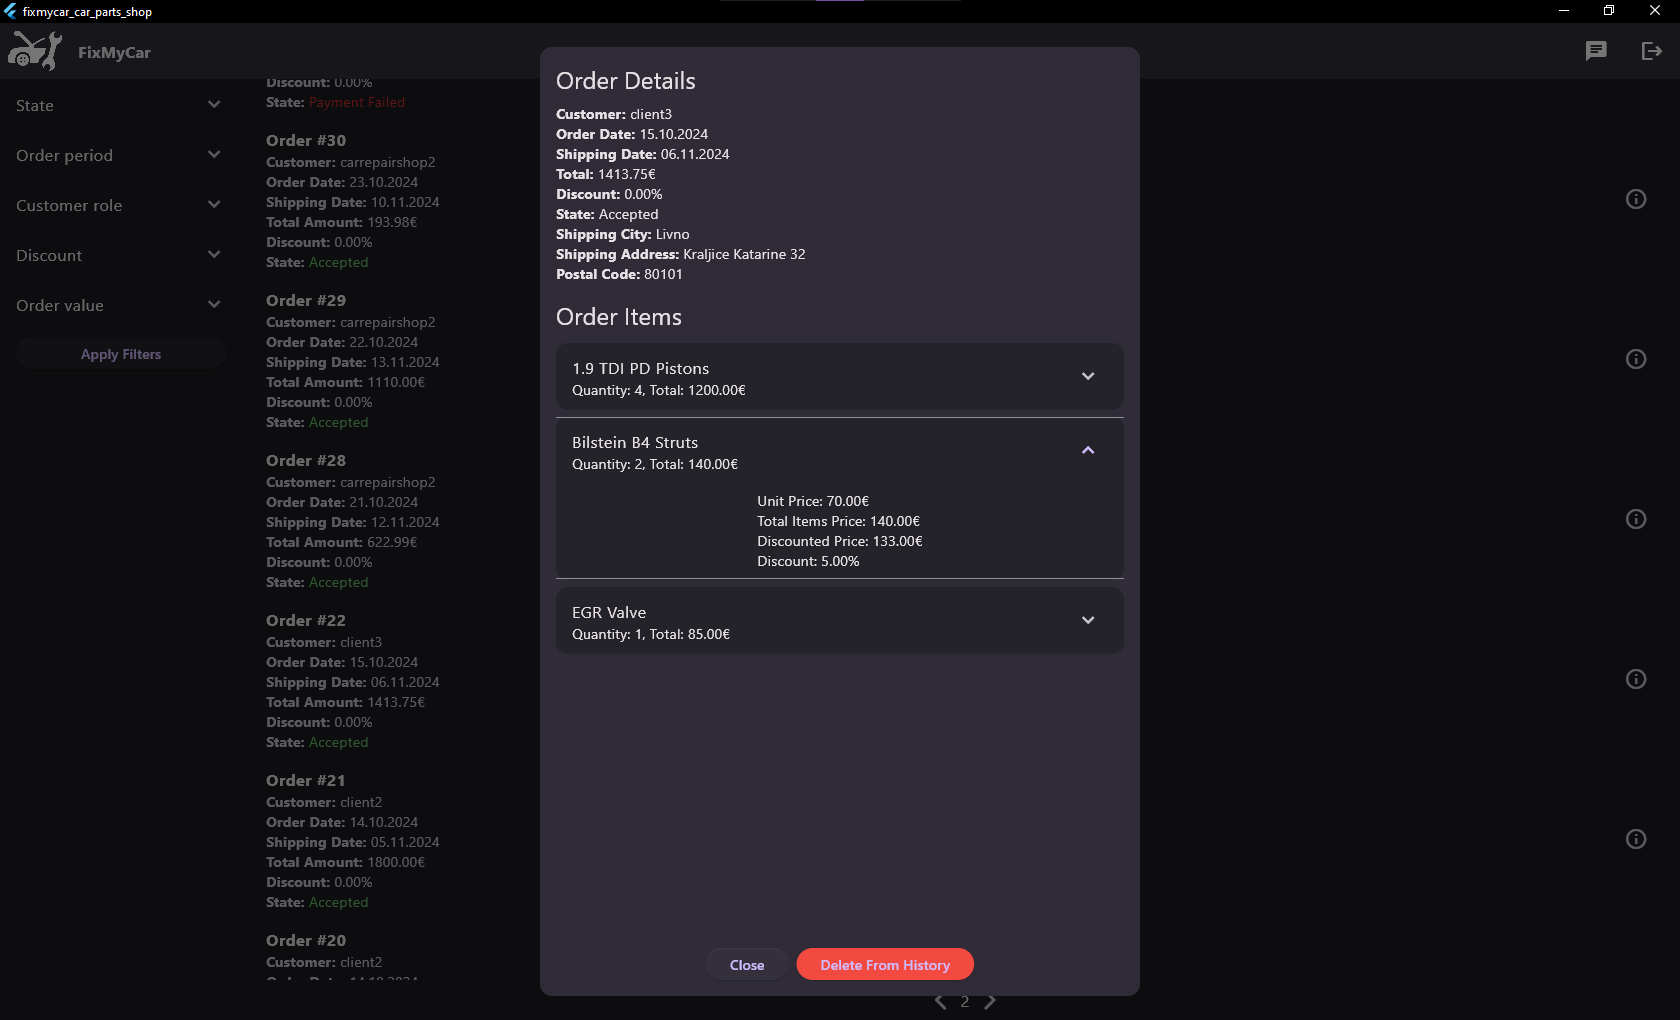 fixmycar_car_parts_shop
FixMyCar
State
Order period
Customer role
Discount
Order value
Apply Filters
Discount: 0.00%
State: Payment Failed
Order #30
Customer: carrepairshop2
Order Date: 23.10.2024
Shipping Date: 10.11.2024
Total Amount: 193.98€
Discount: 0.00%
State: Accepted
Order #29
Customer: carrepairshop2
Order Date: 22.10.2024
Shipping Date: 13.11.2024
Total Amount: 1110.00€
Discount: 0.00%
State: Accepted
Order #28
Customer: carrepairshop2
Order Date: 21.10.2024
Shipping Date: 12.11.2024
Total Amount: 622.99€
Discount: 0.00%
State: Accepted
Order #22
Customer: client3
Order Date: 15.10.2024
Shipping Date: 06.11.2024
Total Amount: 1413.75€
Discount: 0.00%
State: Accepted
Order #21
Customer: client2
Order Date: 14.10.2024
Shipping Date: 05.11.2024
Total Amount: 1800.00€
Discount: 0.00%
State: Accepted
Order #20
Customer: client2
Order Date: 14.10.2024
Order Details
Customer: client3
Order Date: 15.10.2024
Shipping Date: 06.11.2024
Total: 1413.75€
Discount: 0.00%
State: Accepted
Shipping City: Livno
Shipping Address: Kraljice Katarine 32
Postal Code: 80101
Order Items
1.9 TDI PD Pistons
Quantity: 4, Total: 1200.00€
Bilstein B4 Struts
Quantity: 2, Total: 140.00€
Unit Price: 70.00€
Total Items Price: 140.00€
Discounted Price: 133.00€
Discount: 5.00%
EGR Valve
Quantity: 1, Total: 85.00€
Close
Delete From History
2